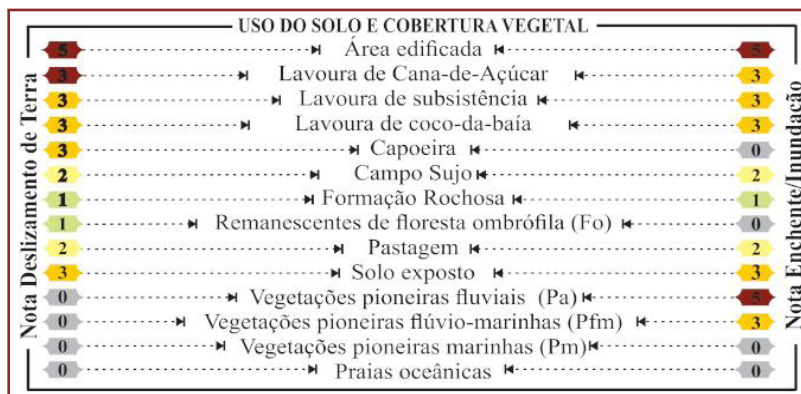 USO DO SOLO E COBERTURA VEGETAL
Nota Deslizamento de Terra
Nota Enchente/Inundação
5 Área edificada 5
3 Lavoura de Cana-de-Açúcar 3
3 Lavoura de subsistência 3
3 Lavoura de coco-da-baía 3
3 Capoeira 0
2 Campo Sujo 2
1 Formação Rochosa 1
1 Remanescentes de floresta ombrófila (Fo) 0
2 Pastagem 2
3 Solo exposto 3
0 Vegetações pioneiras fluviais (Pa) 5
0 Vegetações pioneiras flúvio-marinhas (Pfm) 3
0 Vegetações pioneiras marinhas (Pm) 0
0 Praias oceânicas 0